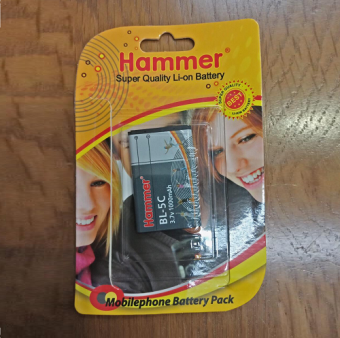 Hammer®
Super Quality Li-on Battery
Hammer
BL-5C
3.7v 1000mAh
Mobilephone Battery Pack